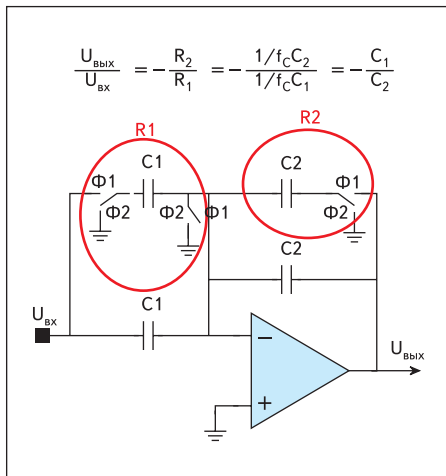 Uвых/Uвх = −R2/R1 = −(1/fCC2)/(1/fCC1) = −C1/C2
R1 R2
C1 C2
Ф1 Ф1
Ф2 Ф2 Ф1 Ф2
C2
Uвх C1
− Uвых
+